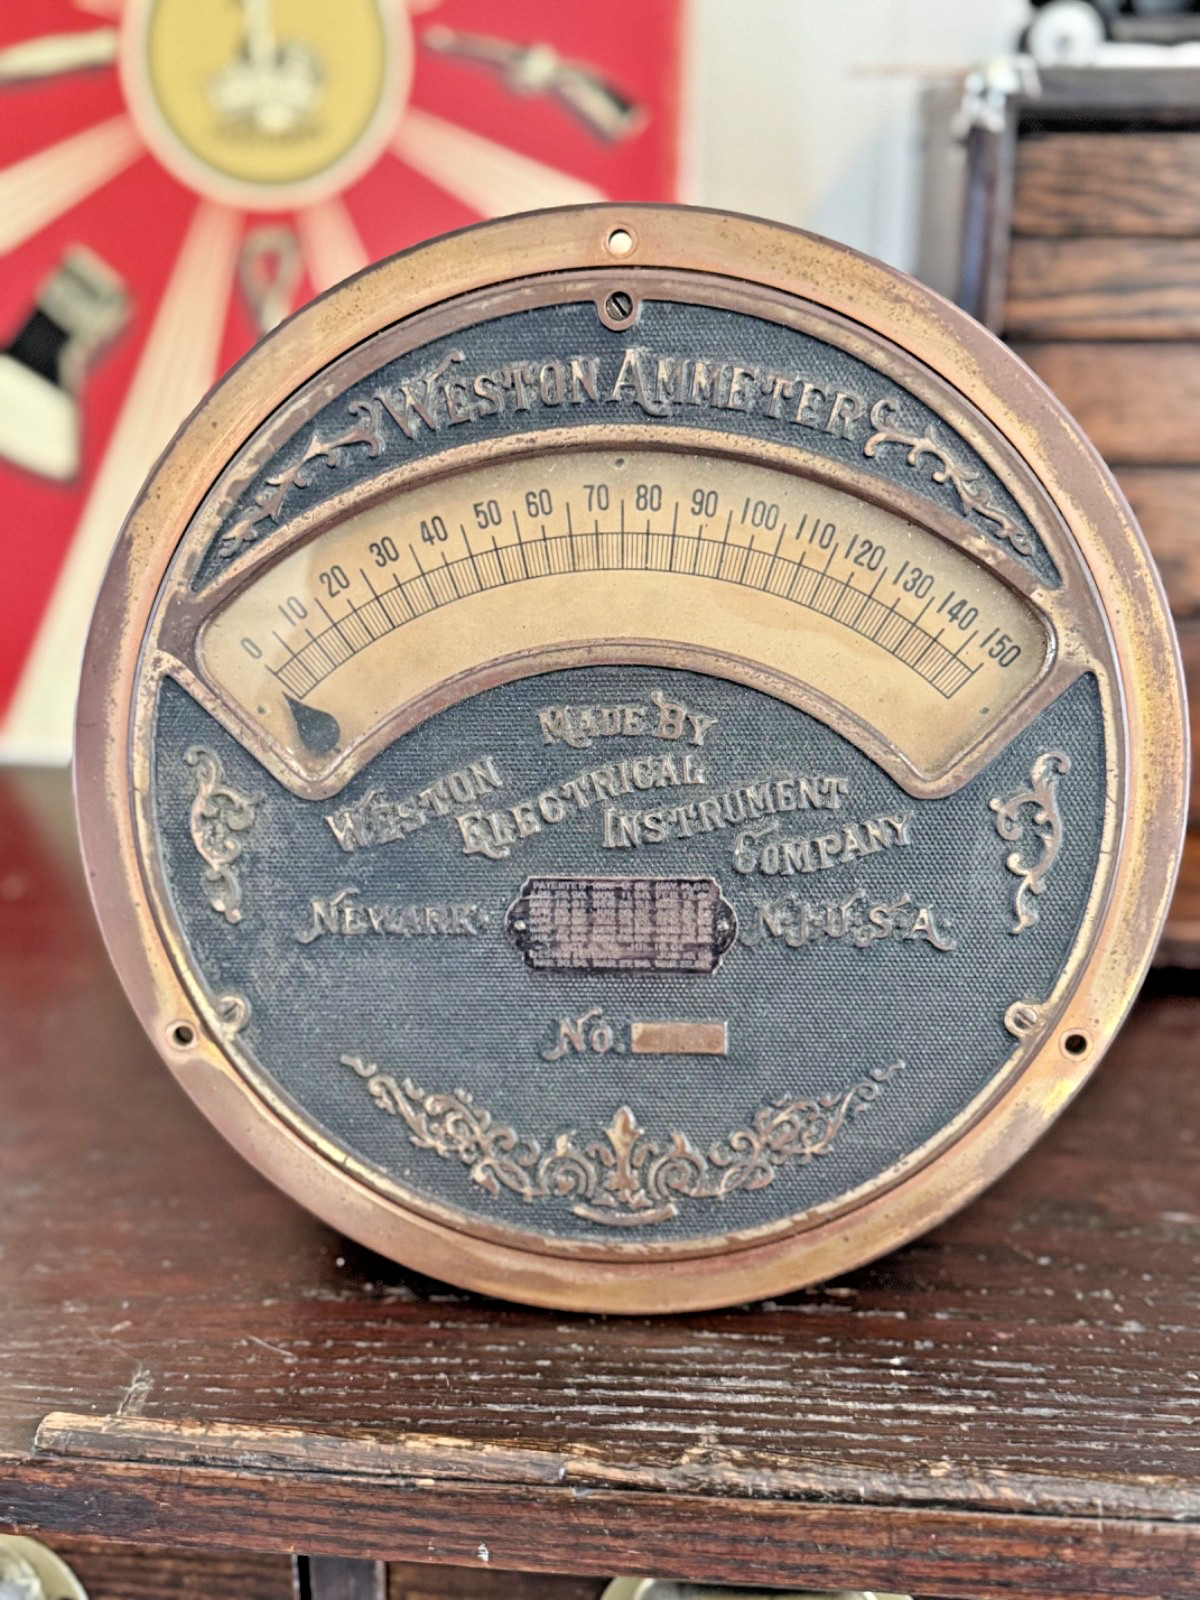 WESTON AMMETER
0 10 20 30 40 50 60 70 80 90 100 110 120 130 140 150
MADE BY
WESTON
ELECTRICAL
INSTRUMENT
COMPANY
NEWARK N.J.U.S.A.
PATENTED
No.